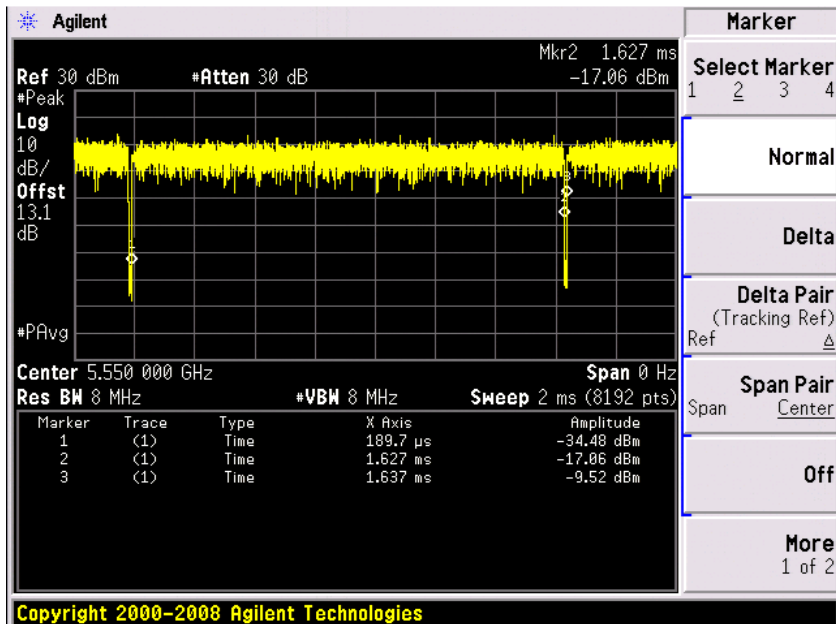 Agilent
Marker
Mkr2 1.627 ms
Ref 30 dBm #Atten 30 dB -17.06 dBm
#Peak
Log
10
dB/
Offst
13.1
dB
#PAvg
Center 5.550 000 GHz Span 0 Hz
Res BW 8 MHz #VBW 8 MHz Sweep 2 ms (8192 pts)
Marker Trace Type X Axis Amplitude
1 (1) Time 189.7 µs -34.48 dBm
2 (1) Time 1.627 ms -17.06 dBm
3 (1) Time 1.637 ms -9.52 dBm
Select Marker
1 2 3 4
Normal
Delta
Delta Pair
(Tracking Ref)
Ref Δ
Span Pair
Span Center
Off
More
1 of 2
Copyright 2000-2008 Agilent Technologies